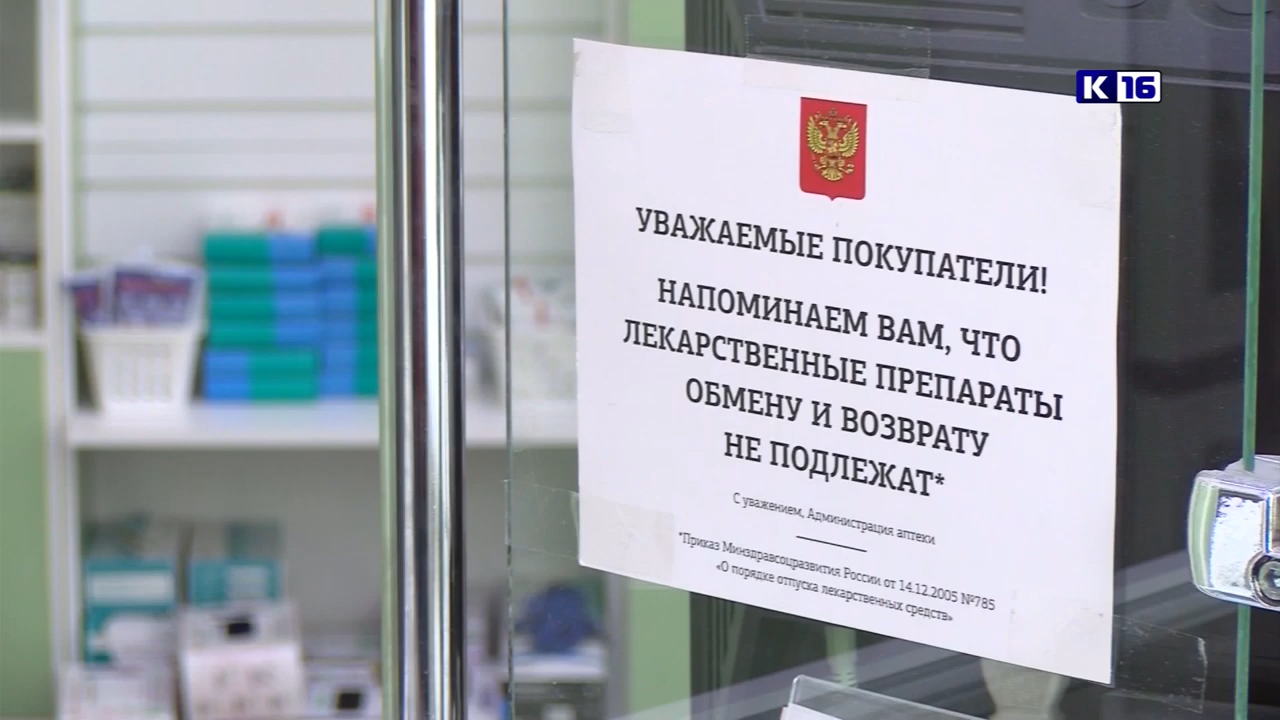 К 16
УВАЖАЕМЫЕ ПОКУПАТЕЛИ!
НАПОМИНАЕМ ВАМ, ЧТО
ЛЕКАРСТВЕННЫЕ ПРЕПАРАТЫ
ОБМЕНУ И ВОЗВРАТУ
НЕ ПОДЛЕЖАТ*
С уважением, Администрация аптеки
*Приказ Минздравсоцразвития России от 14.12.2005 №785
«О порядке отпуска лекарственных средств»